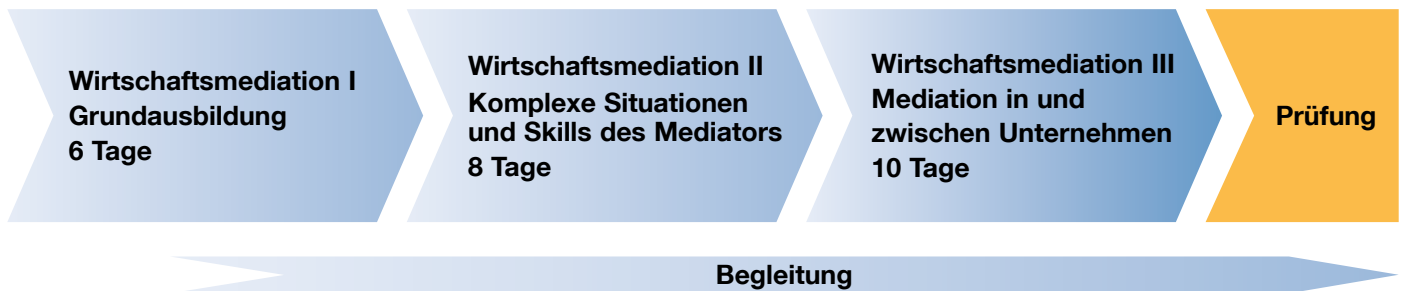 Wirtschaftsmediation I
Grundausbildung
6 Tage
Wirtschaftsmediation II
Komplexe Situationen
und Skills des Mediators
8 Tage
Wirtschaftsmediation III
Mediation in und
zwischen Unternehmen
10 Tage
Prüfung
Begleitung